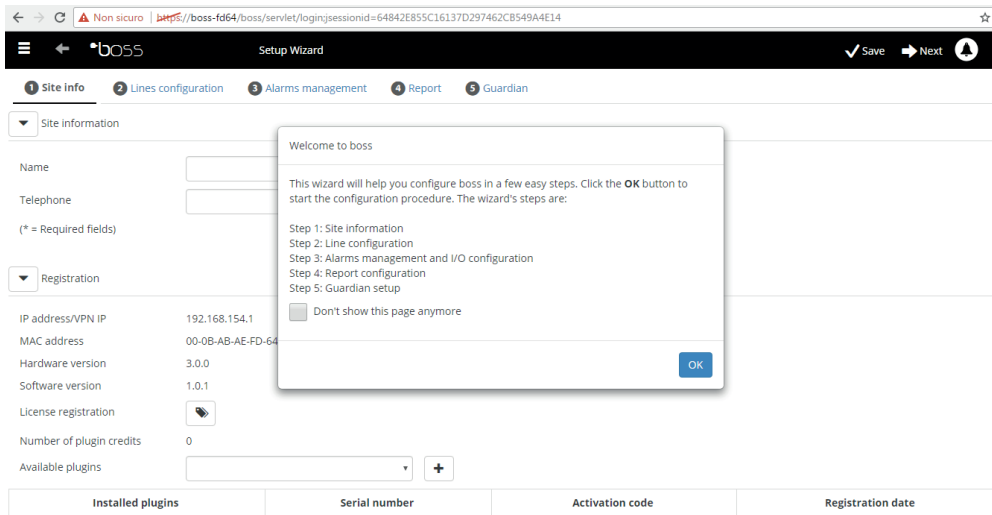 Non sicuro | https://boss-fd64/boss/servlet/login;jsessionid=64842E855C16137D297462CB549A4E14
boss Setup Wizard Save Next
1 Site info 2 Lines configuration 3 Alarms management 4 Report 5 Guardian
Site information
Name
Telephone
(* = Required fields)
Welcome to boss
This wizard will help you configure boss in a few easy steps. Click the OK button to
start the configuration procedure. The wizard's steps are:
Step 1: Site information
Step 2: Line configuration
Step 3: Alarms management and I/O configuration
Step 4: Report configuration
Step 5: Guardian setup
Don't show this page anymore
OK
Registration
IP address/VPN IP 192.168.154.1
MAC address 00-0B-AB-AE-FD-64
Hardware version 3.0.0
Software version 1.0.1
License registration
Number of plugin credits 0
Available plugins
Installed plugins Serial number Activation code Registration date